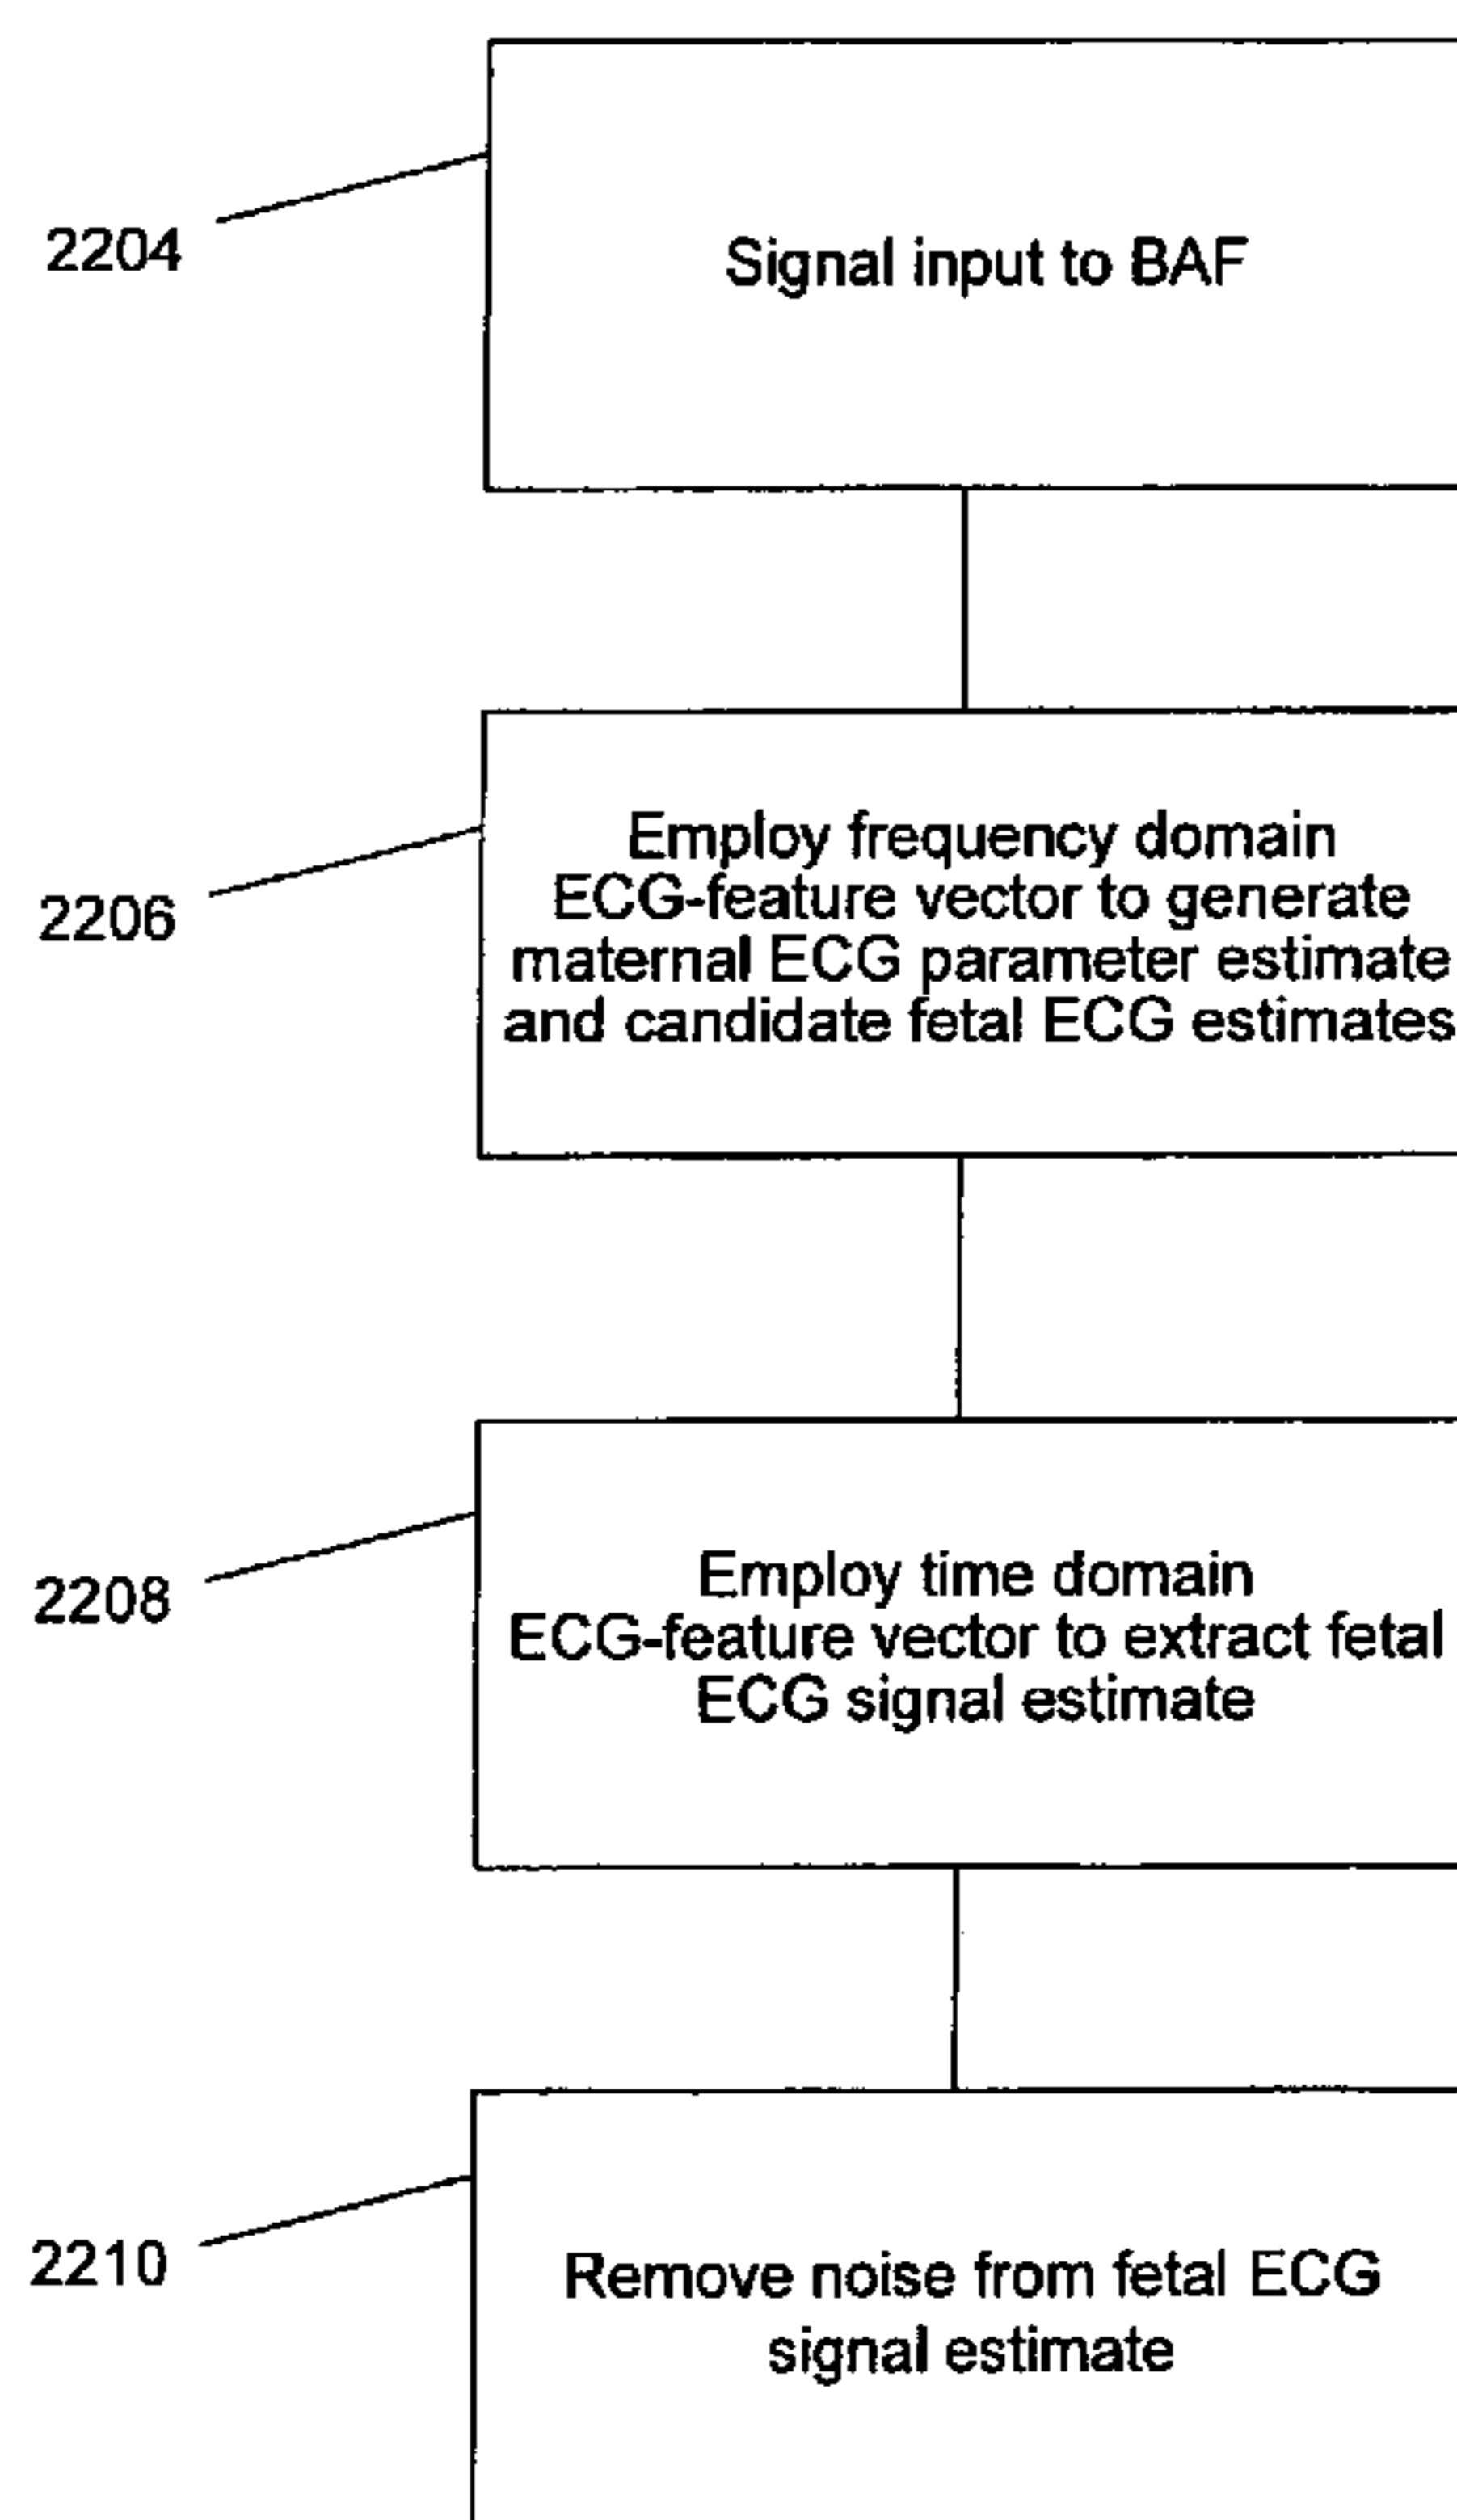 2204
Signal input to BAF
2206
Employ frequency domain
ECG-feature vector to generate
maternal ECG parameter estimate
and candidate fetal ECG estimates
2208
Employ time domain
ECG-feature vector to extract fetal
ECG signal estimate
2210
Remove noise from fetal ECG
signal estimate